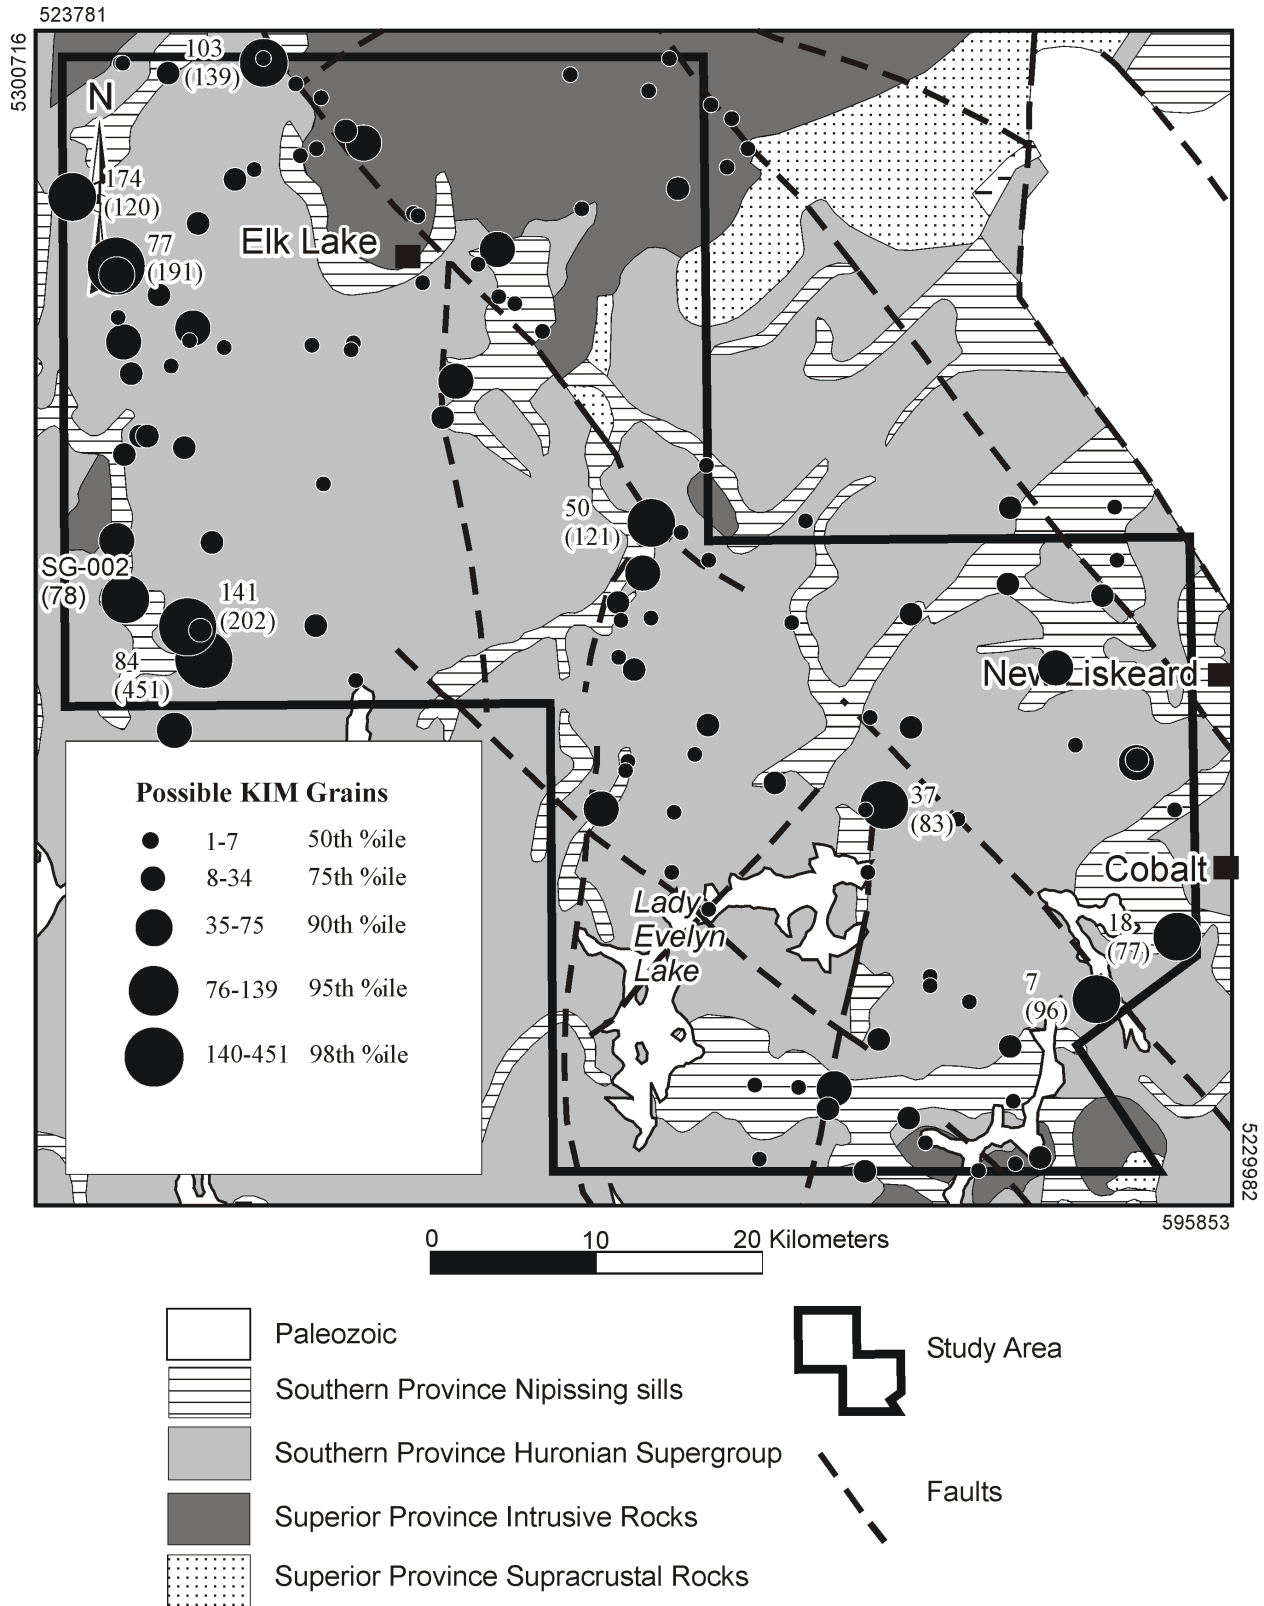 523781
5300716
103
(139)
N
174
(120)
77
(191)
Elk Lake
50
(121)
SG-002
(78)
141
(202)
84
(451)
New Liskeard
37
(83)
Cobalt
Lady
Evelyn
Lake
18
(77)
7
(96)
Possible KIM Grains
1-7 50th %ile
8-34 75th %ile
35-75 90th %ile
76-139 95th %ile
140-451 98th %ile
5229982
595853
0 10 20 Kilometers
Paleozoic
Southern Province Nipissing sills
Southern Province Huronian Supergroup
Superior Province Intrusive Rocks
Superior Province Supracrustal Rocks
Study Area
Faults